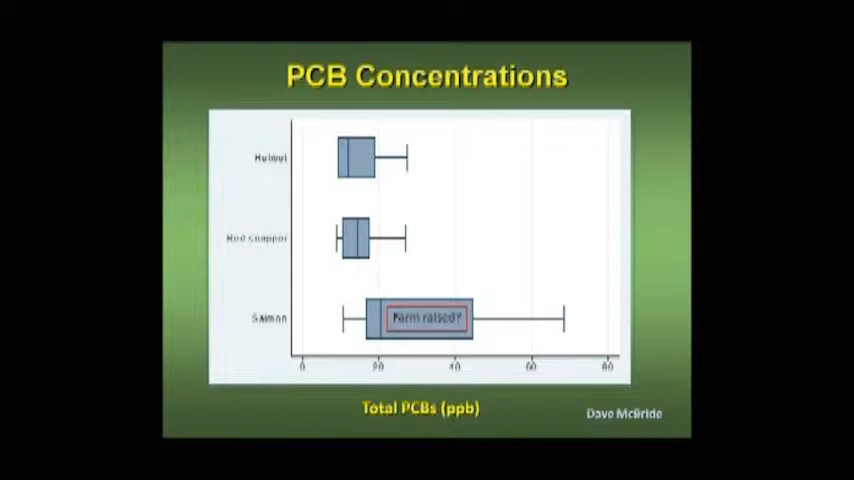 PCB Concentrations
Halibut
Red snapper
Salmon
Farm raised?
0 20 40 60 80
Total PCBs (ppb)
Dave McBride